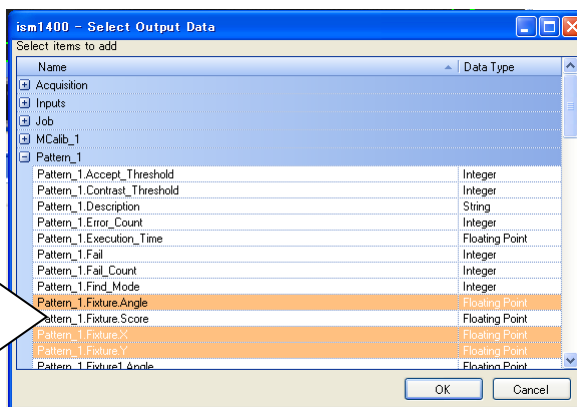 ism1400 - Select Output Data
Select items to add
Name Data Type
Acquisition
Inputs
Job
MCalib_1
Pattern_1
Pattern_1.Accept_Threshold Integer
Pattern_1.Contrast_Threshold Integer
Pattern_1.Description String
Pattern_1.Error_Count Integer
Pattern_1.Execution_Time Floating Point
Pattern_1.Fail Integer
Pattern_1.Fail_Count Integer
Pattern_1.Find_Mode Integer
Pattern_1.Fixture.Angle Floating Point
Pattern_1.Fixture.Score Floating Point
Pattern_1.Fixture.X Floating Point
Pattern_1.Fixture.Y Floating Point
Pattern_1.Fixture1.Angle Floating Point
OK Cancel